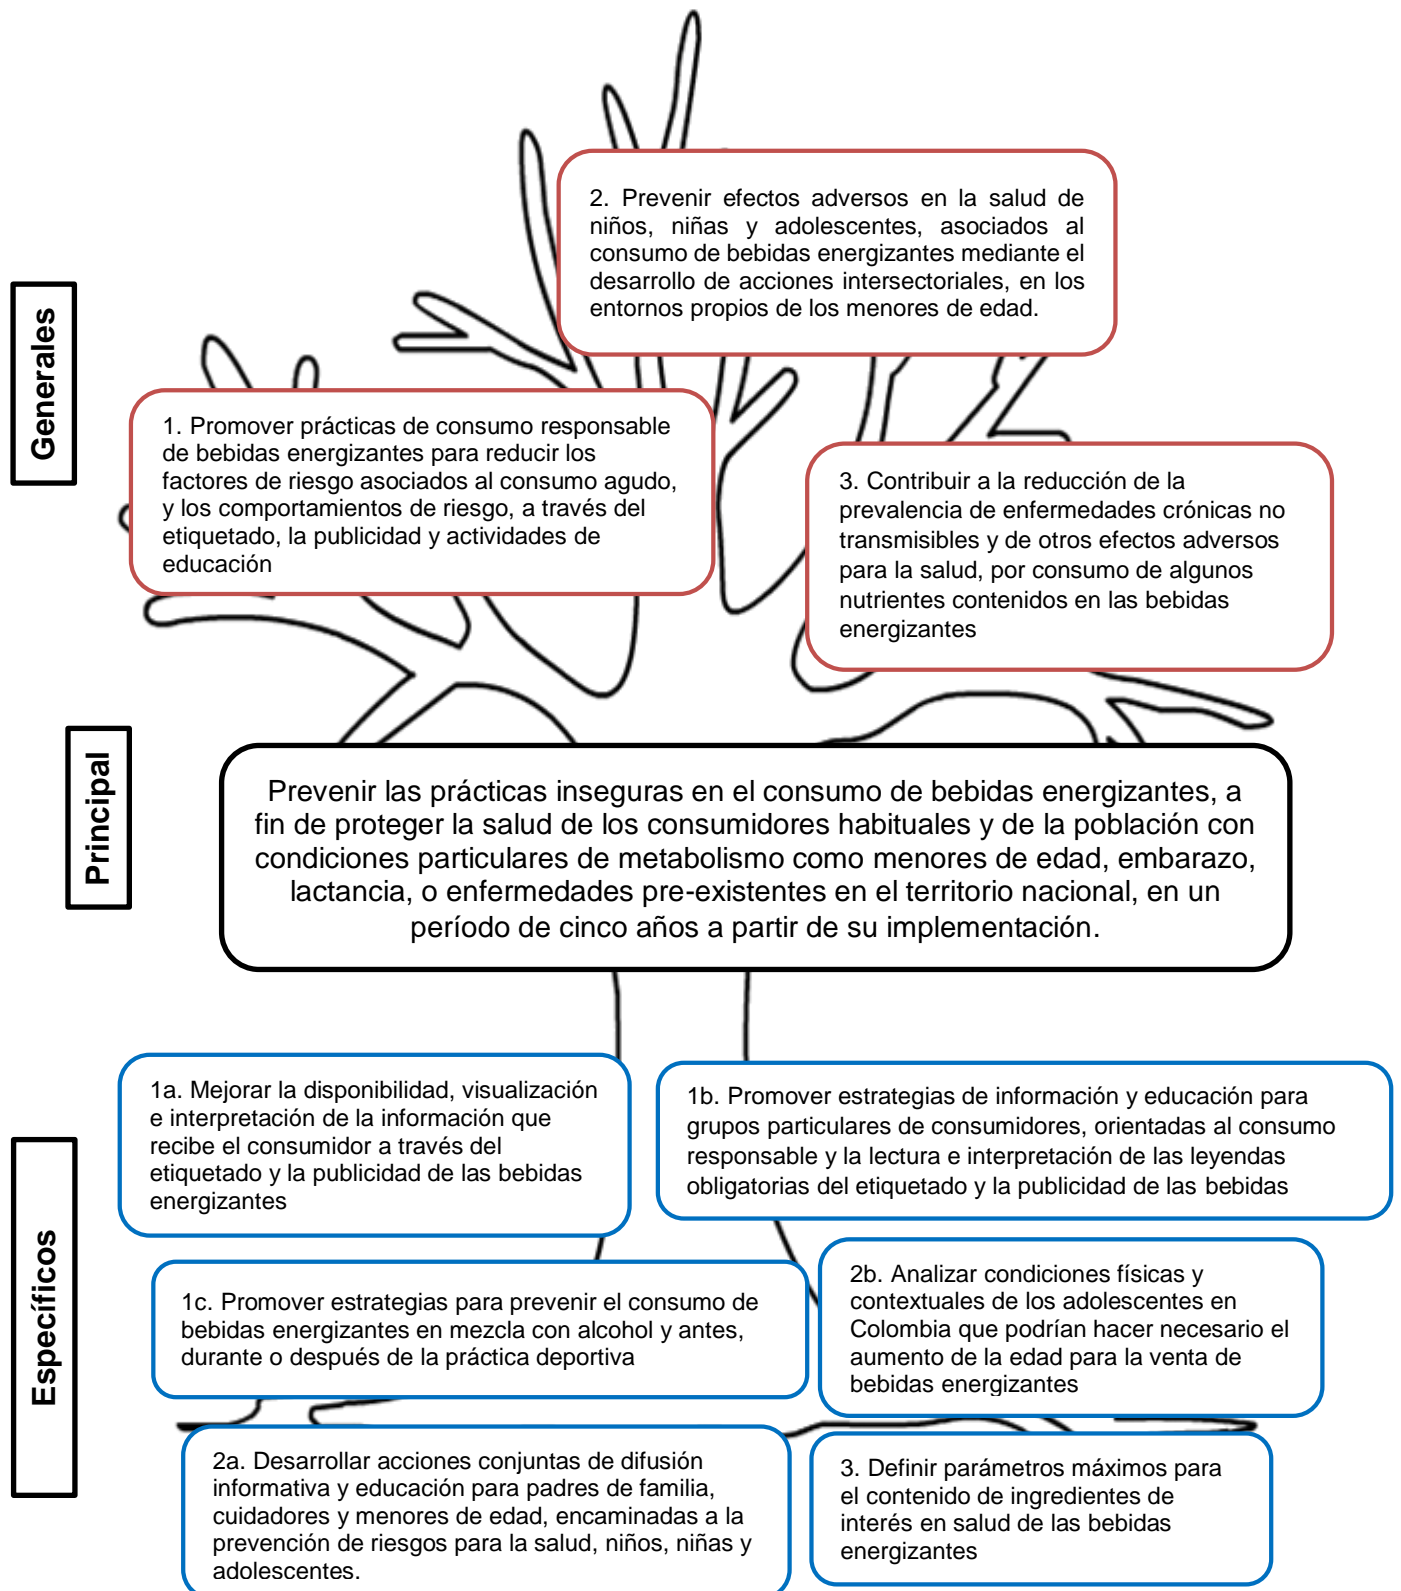 2. Prevenir efectos adversos en la salud de
niños, niñas y adolescentes, asociados al
consumo de bebidas energizantes mediante el
desarrollo de acciones intersectoriales, en los
entornos propios de los menores de edad.
Generales
1. Promover prácticas de consumo responsable
de bebidas energizantes para reducir los
factores de riesgo asociados al consumo agudo,
y los comportamientos de riesgo, a través del
etiquetado, la publicidad y actividades de
educación
3. Contribuir a la reducción de la
prevalencia de enfermedades crónicas no
transmisibles y de otros efectos adversos
para la salud, por consumo de algunos
nutrientes contenidos en las bebidas
energizantes
Principal
Prevenir las prácticas inseguras en el consumo de bebidas energizantes, a
fin de proteger la salud de los consumidores habituales y de la población con
condiciones particulares de metabolismo como menores de edad, embarazo,
lactancia, o enfermedades pre-existentes en el territorio nacional, en un
período de cinco años a partir de su implementación.
1a. Mejorar la disponibilidad, visualización
e interpretación de la información que
recibe el consumidor a través del
etiquetado y la publicidad de las bebidas
energizantes
1b. Promover estrategias de información y educación para
grupos particulares de consumidores, orientadas al consumo
responsable y la lectura e interpretación de las leyendas
obligatorias del etiquetado y la publicidad de las bebidas
Específicos
1c. Promover estrategias para prevenir el consumo de
bebidas energizantes en mezcla con alcohol y antes,
durante o después de la práctica deportiva
2b. Analizar condiciones físicas y
contextuales de los adolescentes en
Colombia que podrían hacer necesario el
aumento de la edad para la venta de
bebidas energizantes
2a. Desarrollar acciones conjuntas de difusión
informativa y educación para padres de familia,
cuidadores y menores de edad, encaminadas a la
prevención de riesgos para la salud, niños, niñas y
adolescentes.
3. Definir parámetros máximos para
el contenido de ingredientes de
interés en salud de las bebidas
energizantes